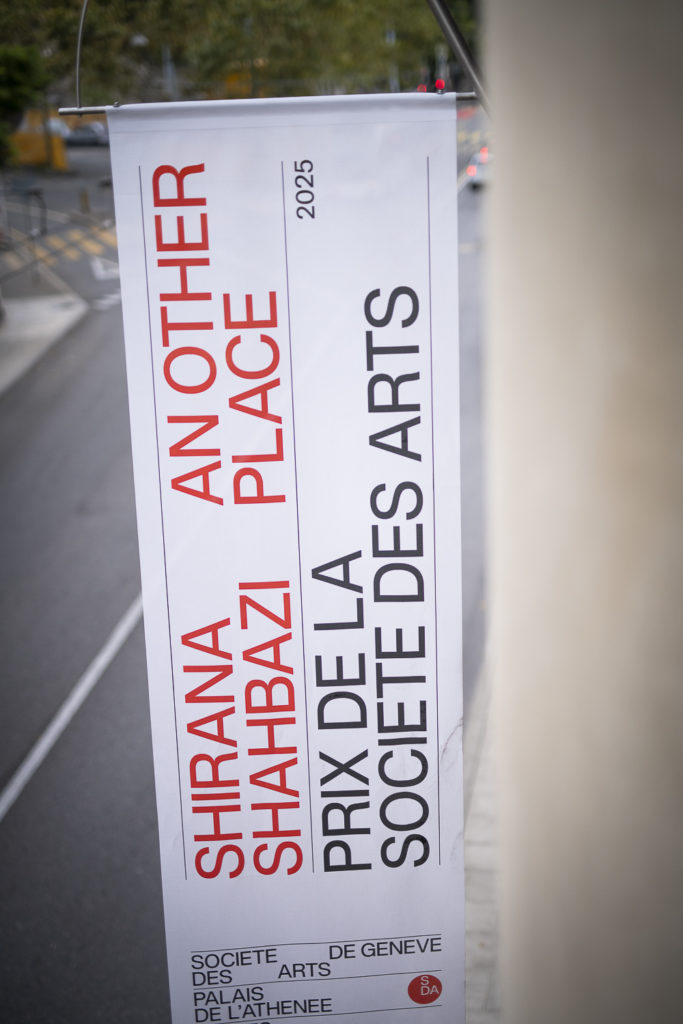 SHIRANA AN OTHER
SHAHBAZI PLACE
2025
PRIX DE LA
SOCIETE DES ARTS
SOCIETE DE GENEVE
DES ARTS
PALAIS
DE L'ATHENEE
S
DA